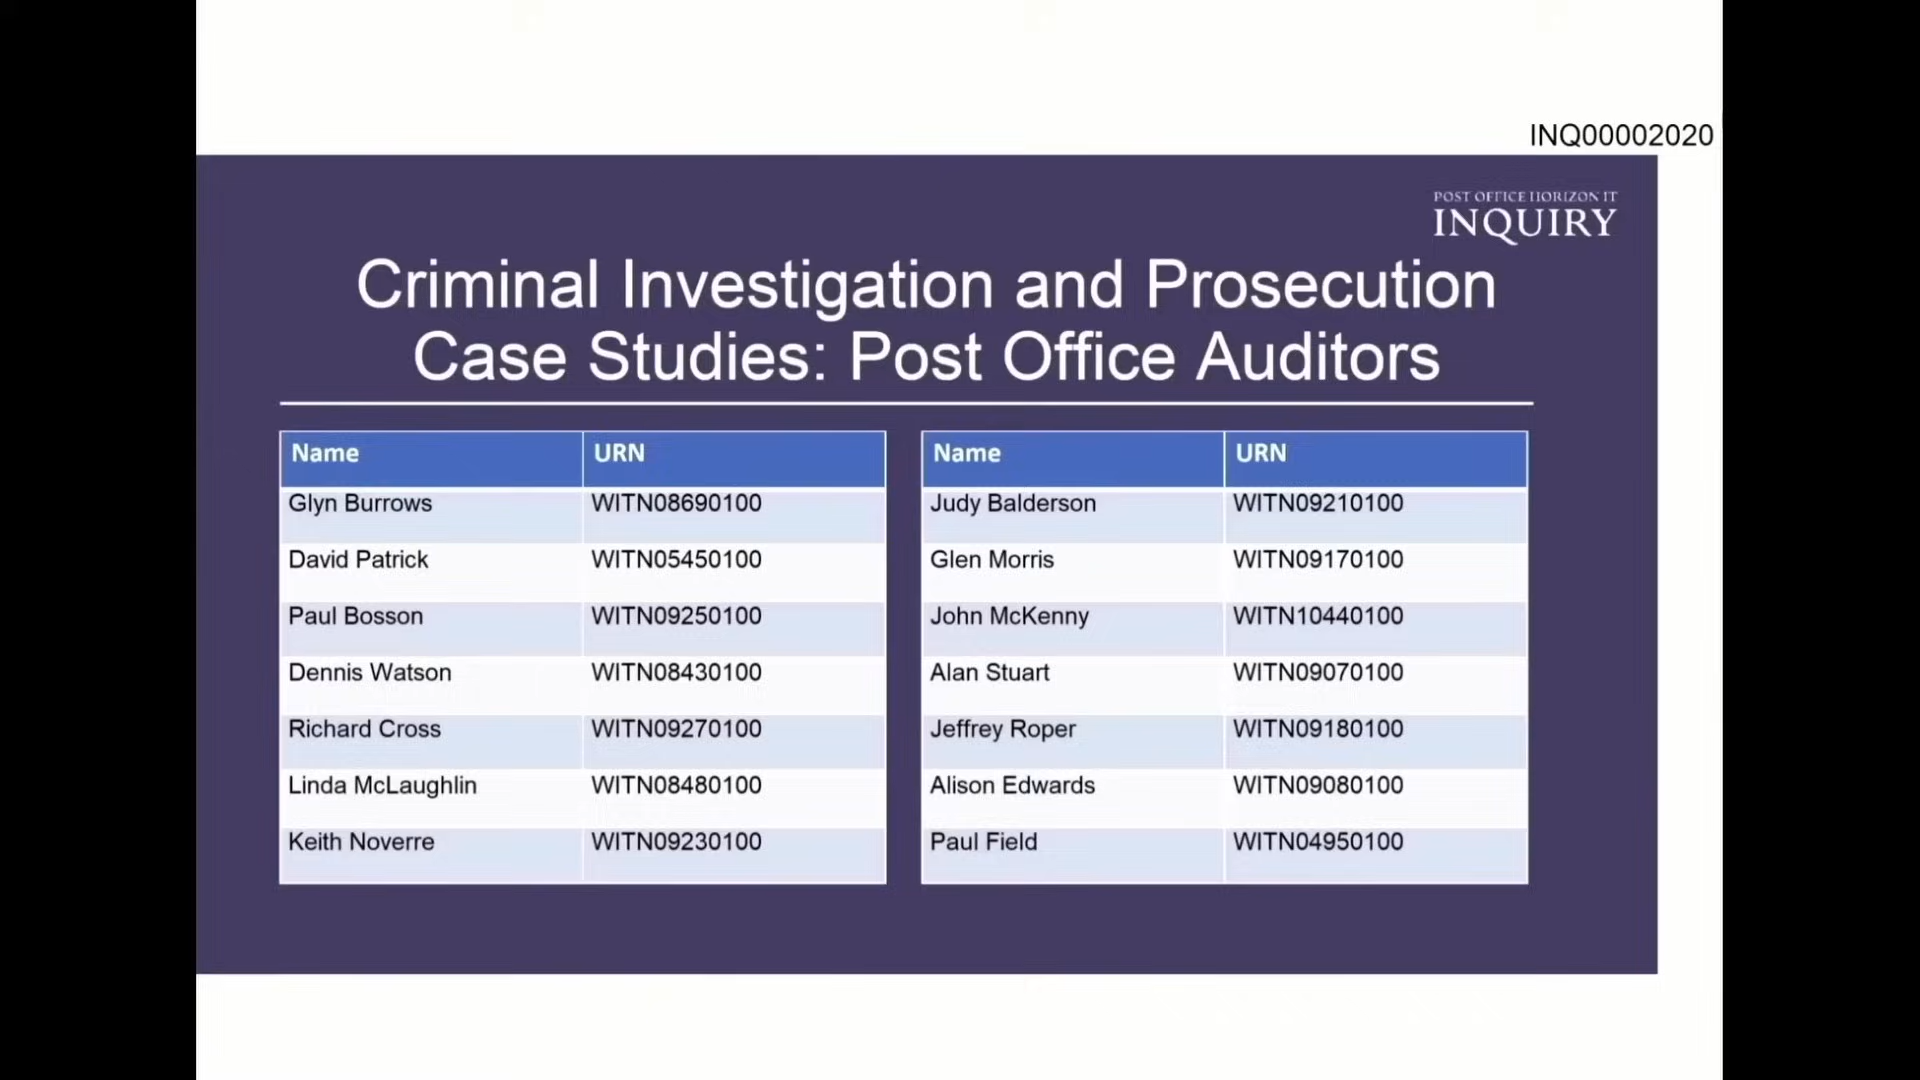 INQ00002020
POST OFFICE HORIZON IT
INQUIRY
Criminal Investigation and Prosecution
Case Studies: Post Office Auditors
Name URN
Glyn Burrows WITN08690100
David Patrick WITN05450100
Paul Bosson WITN09250100
Dennis Watson WITN08430100
Richard Cross WITN09270100
Linda McLaughlin WITN08480100
Keith Noverre WITN09230100
Name URN
Judy Balderson WITN09210100
Glen Morris WITN09170100
John McKenny WITN10440100
Alan Stuart WITN09070100
Jeffrey Roper WITN09180100
Alison Edwards WITN09080100
Paul Field WITN04950100